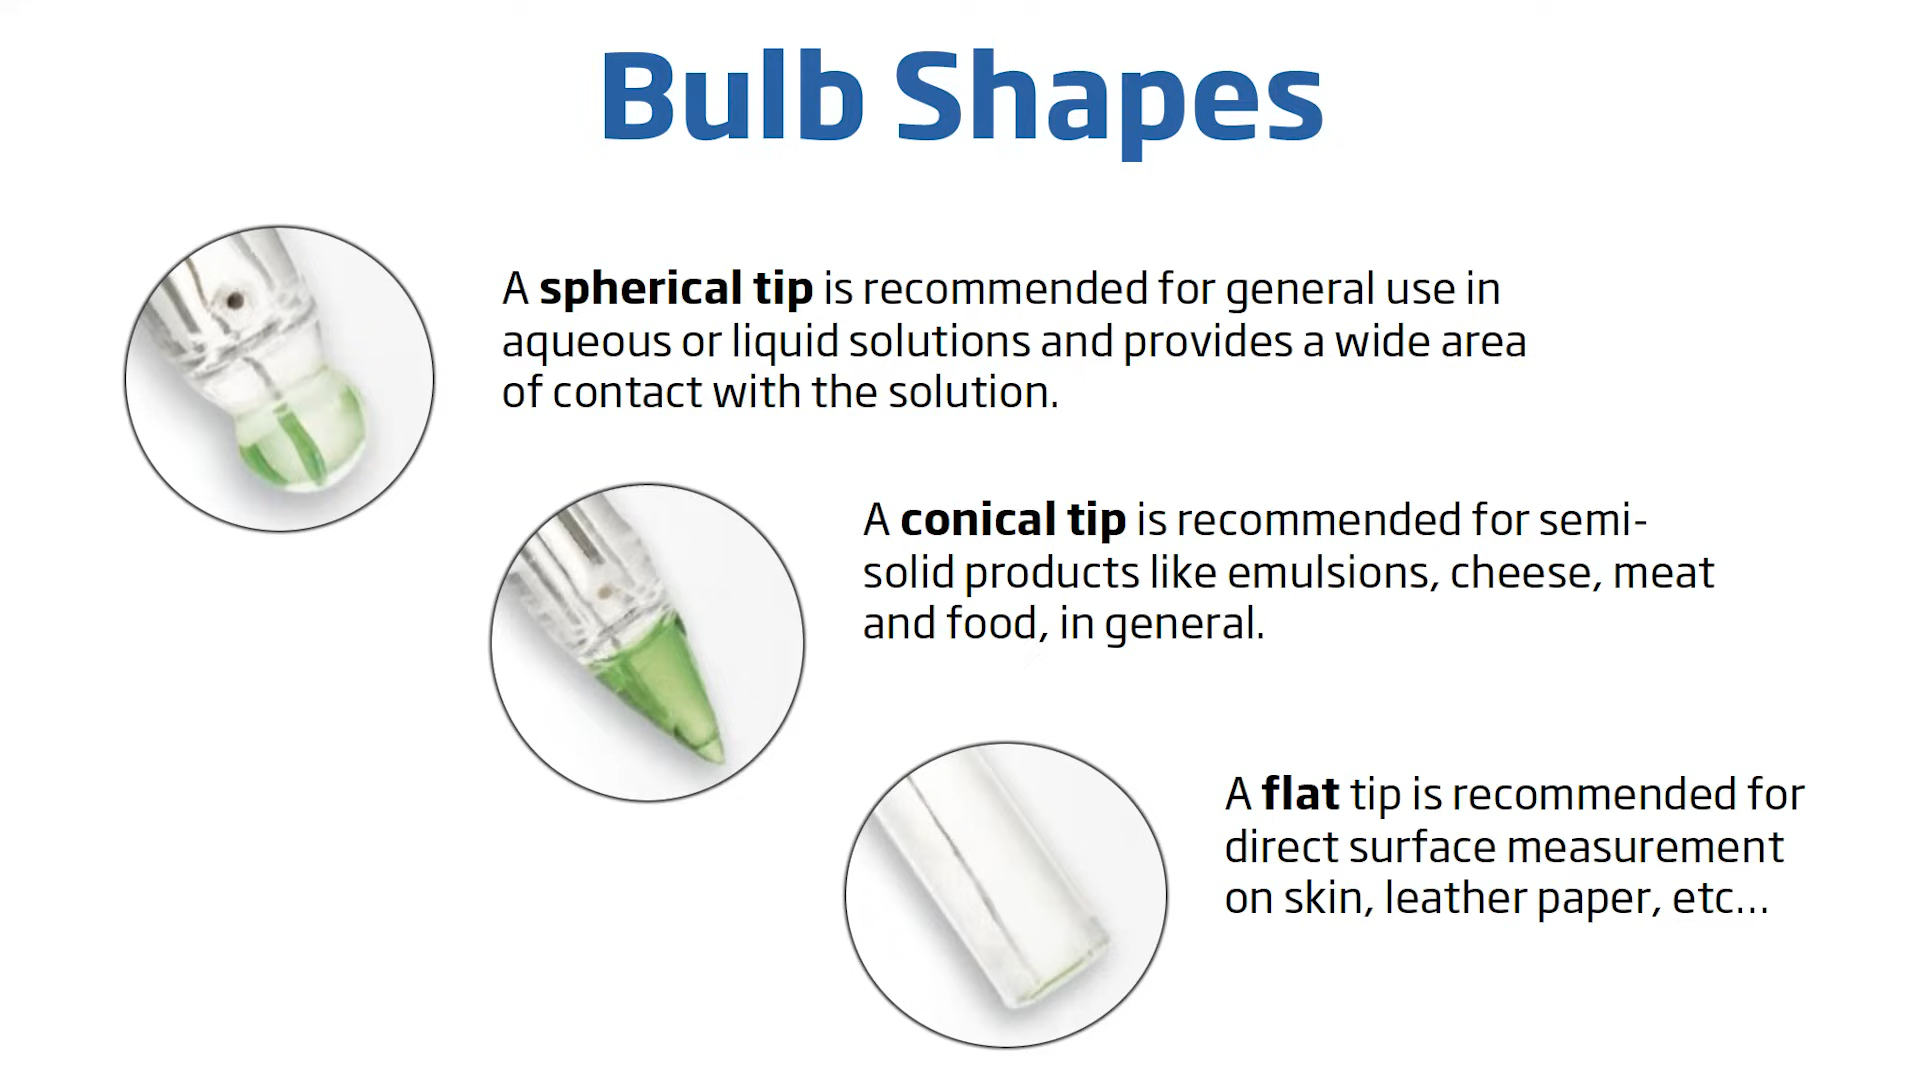 Bulb Shapes
A spherical tip is recommended for general use in
aqueous or liquid solutions and provides a wide area
of contact with the solution.
A conical tip is recommended for semi-
solid products like emulsions, cheese, meat
and food, in general.
A flat tip is recommended for
direct surface measurement
on skin, leather paper, etc...